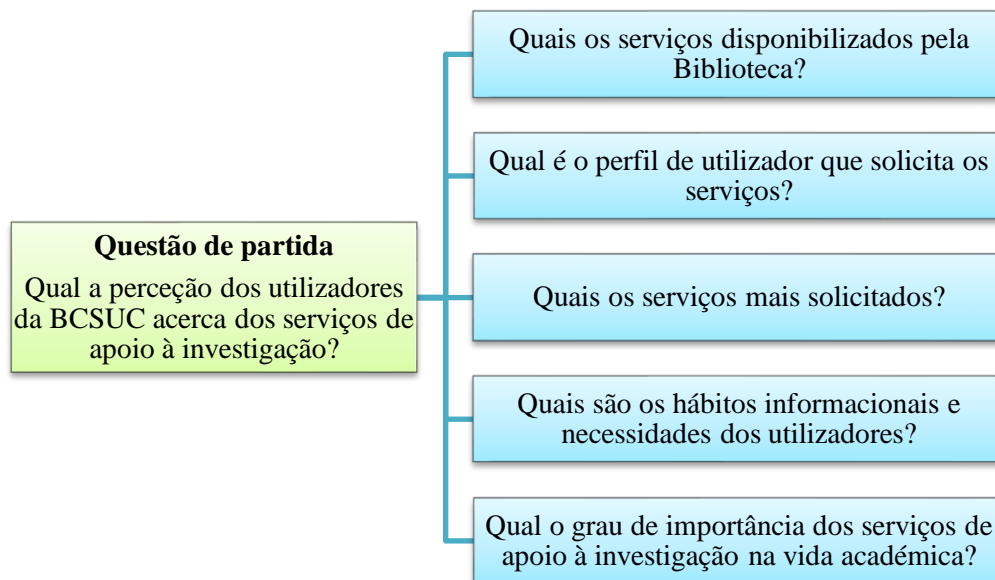 Quais os serviços disponibilizados pela
Biblioteca?
Qual é o perfil de utilizador que solicita os
serviços?
Questão de partida
Qual a perceção dos utilizadores
da BCSUC acerca dos serviços de
apoio à investigação?
Quais os serviços mais solicitados?
Quais são os hábitos informacionais e
necessidades dos utilizadores?
Qual o grau de importância dos serviços de
apoio à investigação na vida académica?